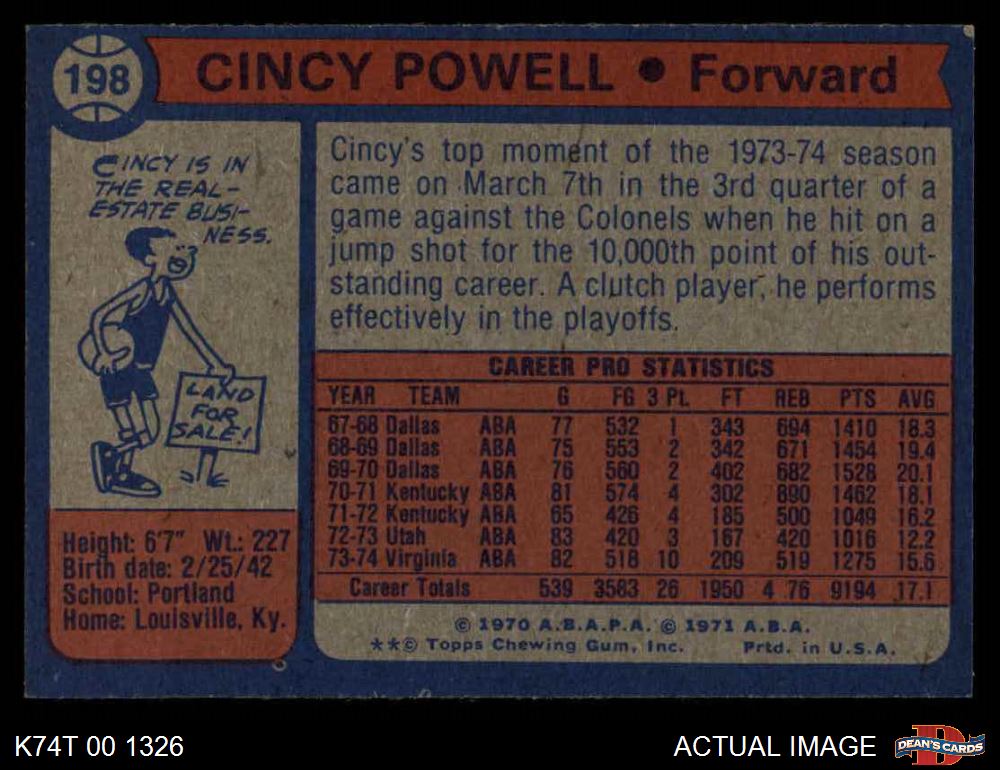 198
CINCY POWELL • Forward
CINCY IS IN
THE REAL-
ESTATE BUSI-
NESS.
LAND
FOR
SALE!
Height: 6'7" Wt.: 227
Birth date: 2/25/42
School: Portland
Home: Louisville, Ky.
Cincy's top moment of the 1973-74 season
came on March 7th in the 3rd quarter of a
game against the Colonels when he hit on a
jump shot for the 10,000th point of his out-
standing career. A clutch player, he performs
effectively in the playoffs.
CAREER PRO STATISTICS
YEAR TEAM G FG 3 Pt. FT REB PTS AVG
67-68 Dallas ABA 77 532 1 343 694 1410 18.3
68-69 Dallas ABA 75 553 2 342 671 1454 19.4
69-70 Dallas ABA 76 560 2 402 682 1528 20.1
70-71 Kentucky ABA 81 574 4 302 890 1462 18.1
71-72 Kentucky ABA 65 426 4 185 500 1049 16.2
72-73 Utah ABA 83 420 3 167 420 1016 12.2
73-74 Virginia ABA 82 518 10 209 519 1275 15.6
Career Totals 539 3583 26 1950 4 76 9194 17.1
© 1970 A.B.A.P.A. © 1971 A.B.A.
**© Topps Chewing Gum, Inc. Prtd. in U.S.A.
K74T 00 1326
ACTUAL IMAGE
DEAN'S CARDS